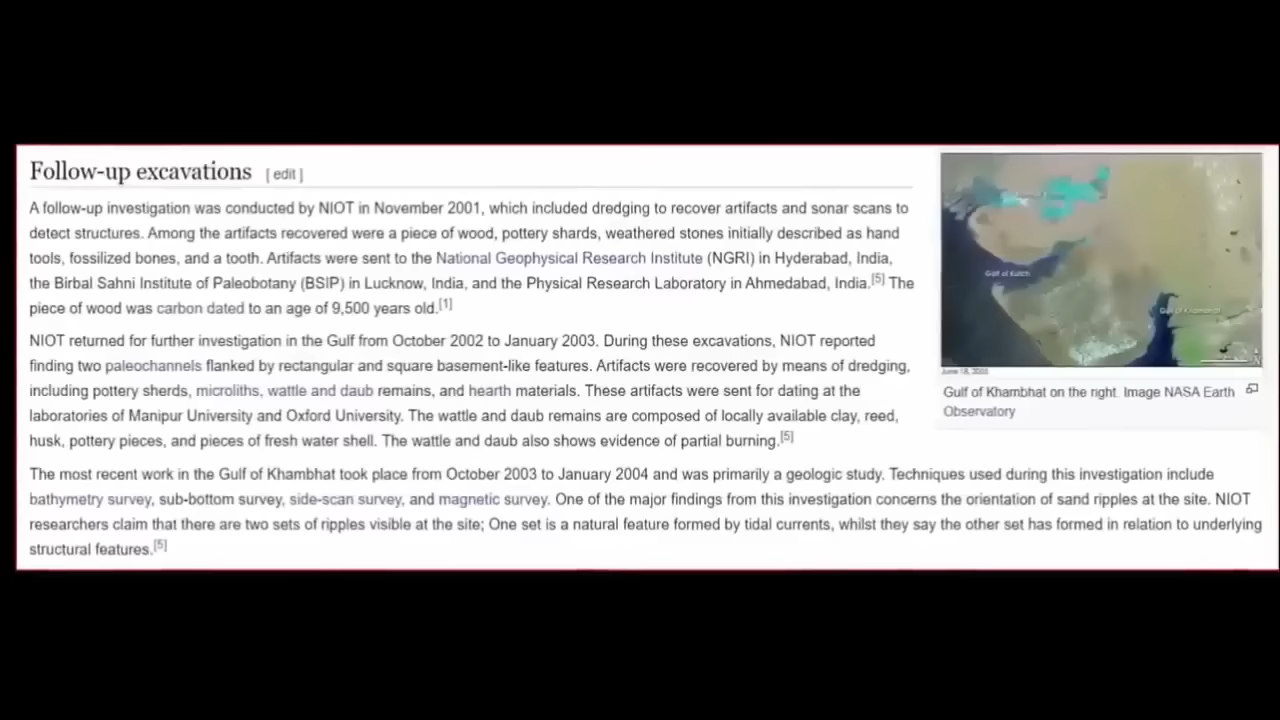 Follow-up excavations [ edit ]
A follow-up investigation was conducted by NIOT in November 2001, which included dredging to recover artifacts and sonar scans to
detect structures. Among the artifacts recovered were a piece of wood, pottery shards, weathered stones initially described as hand
tools, fossilized bones, and a tooth. Artifacts were sent to the National Geophysical Research Institute (NGRI) in Hyderabad, India,
the Birbal Sahni Institute of Paleobotany (BSIP) in Lucknow, India, and the Physical Research Laboratory in Ahmedabad, India.[5] The
piece of wood was carbon dated to an age of 9,500 years old.[1]
NIOT returned for further investigation in the Gulf from October 2002 to January 2003. During these excavations, NIOT reported
finding two paleochannels flanked by rectangular and square basement-like features. Artifacts were recovered by means of dredging,
including pottery sherds, microliths, wattle and daub remains, and hearth materials. These artifacts were sent for dating at the
laboratories of Manipur University and Oxford University. The wattle and daub remains are composed of locally available clay, reed,
husk, pottery pieces, and pieces of fresh water shell. The wattle and daub also shows evidence of partial burning.[5]
The most recent work in the Gulf of Khambhat took place from October 2003 to January 2004 and was primarily a geologic study. Techniques used during this investigation include
bathymetry survey, sub-bottom survey, side-scan survey, and magnetic survey. One of the major findings from this investigation concerns the orientation of sand ripples at the site. NIOT
researchers claim that there are two sets of ripples visible at the site; One set is a natural feature formed by tidal currents, whilst they say the other set has formed in relation to underlying
structural features.[5]
Gulf of Kutch
Gulf of Khambhat
Gulf of Khambhat on the right. Image NASA Earth
Observatory